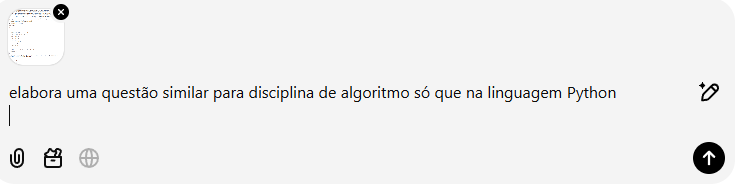 elabora uma questão similar para disciplina de algoritmo só que na linguagem Python